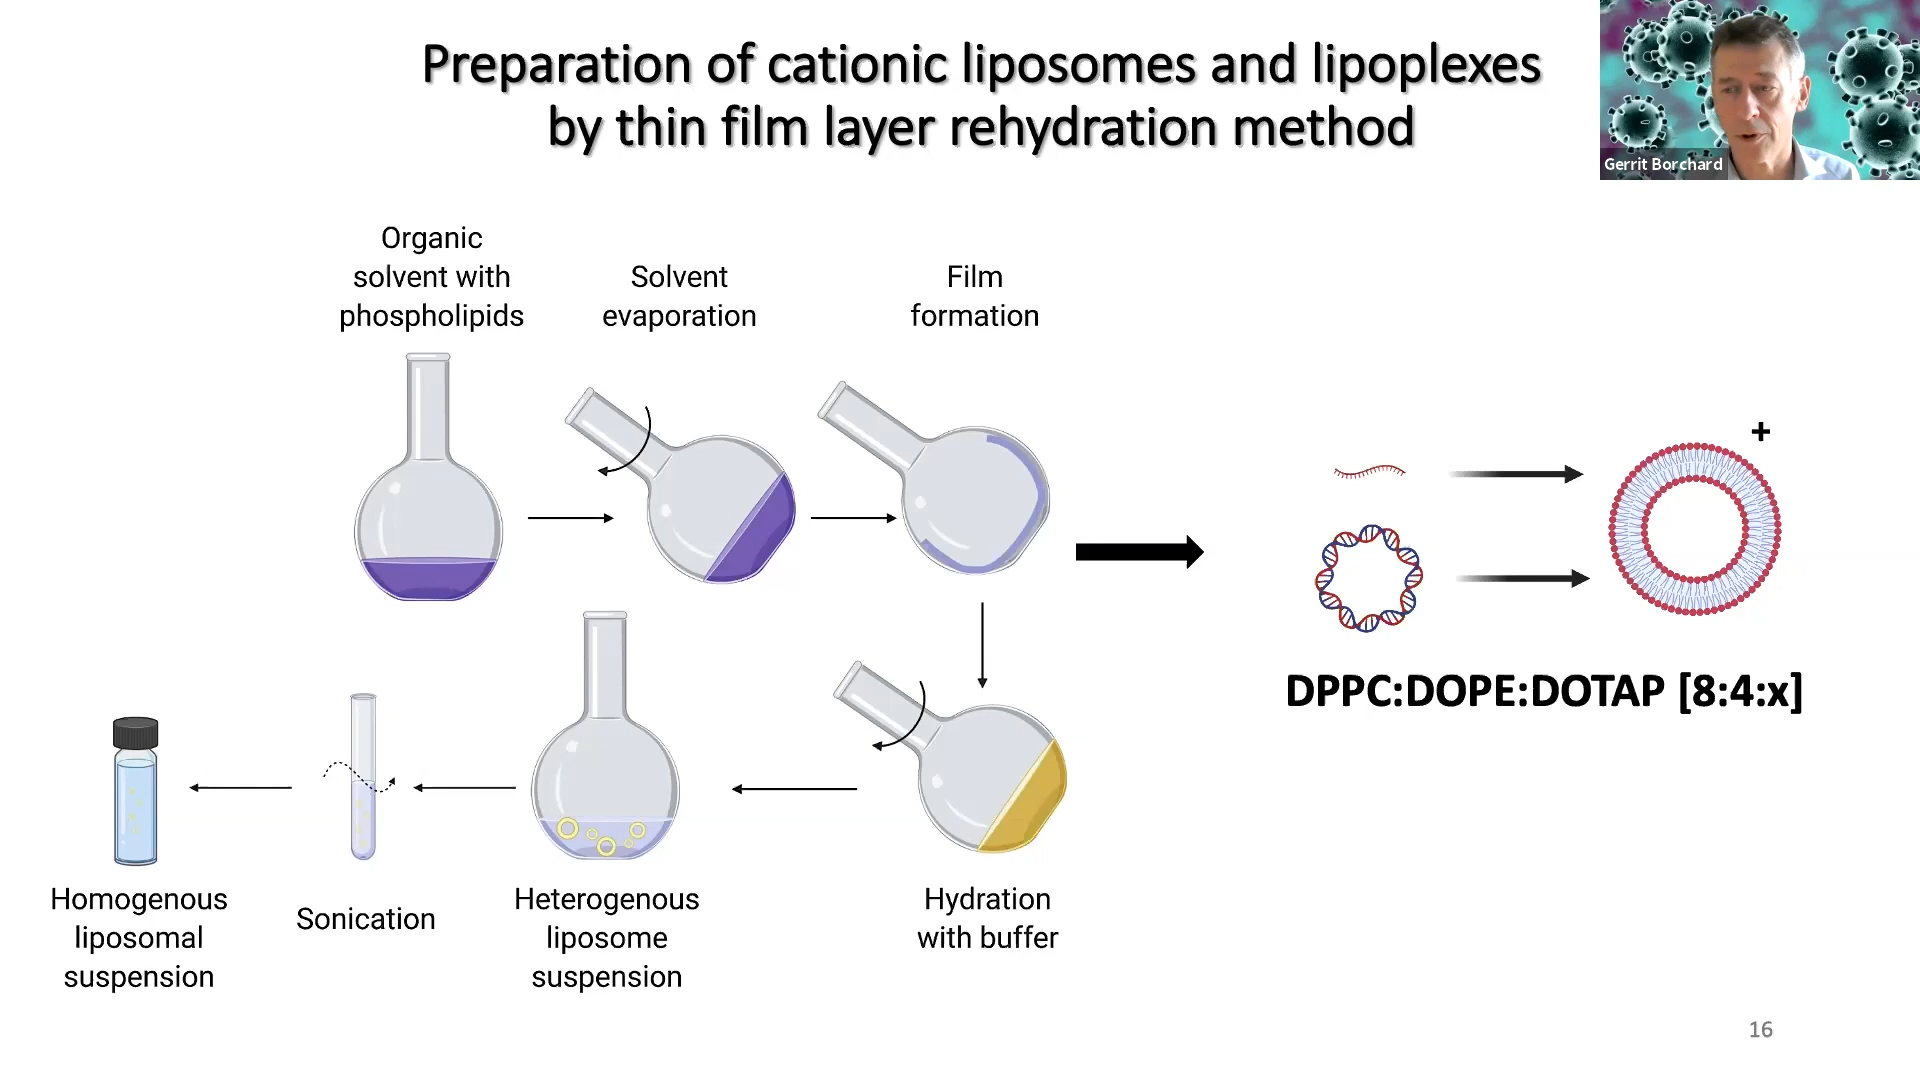 Preparation of cationic liposomes and lipoplexes
by thin film layer rehydration method
Gerrit Borchard
Organic
solvent with
phospholipids
Solvent
evaporation
Film
formation
+
DPPC:DOPE:DOTAP [8:4:x]
Homogenous
liposomal
suspension
Sonication
Heterogenous
liposome
suspension
Hydration
with buffer
16